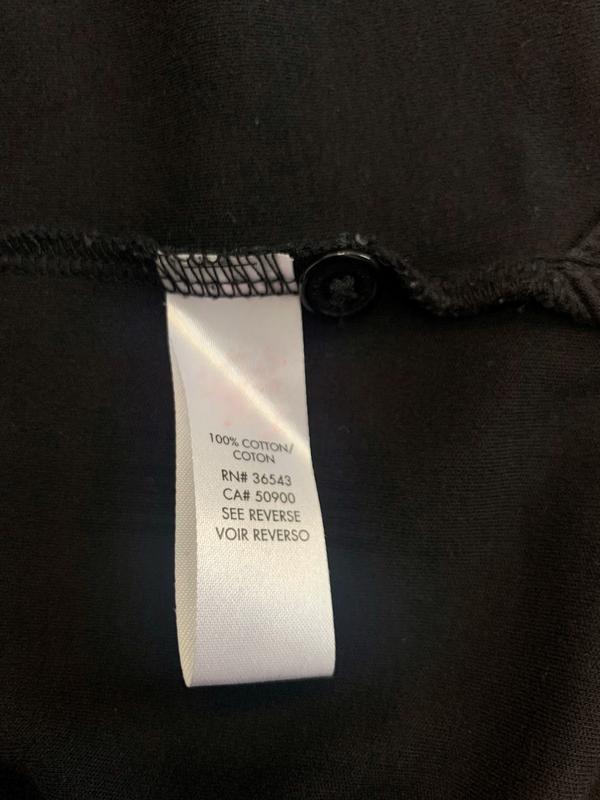 100% COTTON/
COTON
RN# 36543
CA# 50900
SEE REVERSE
VOIR REVERSO